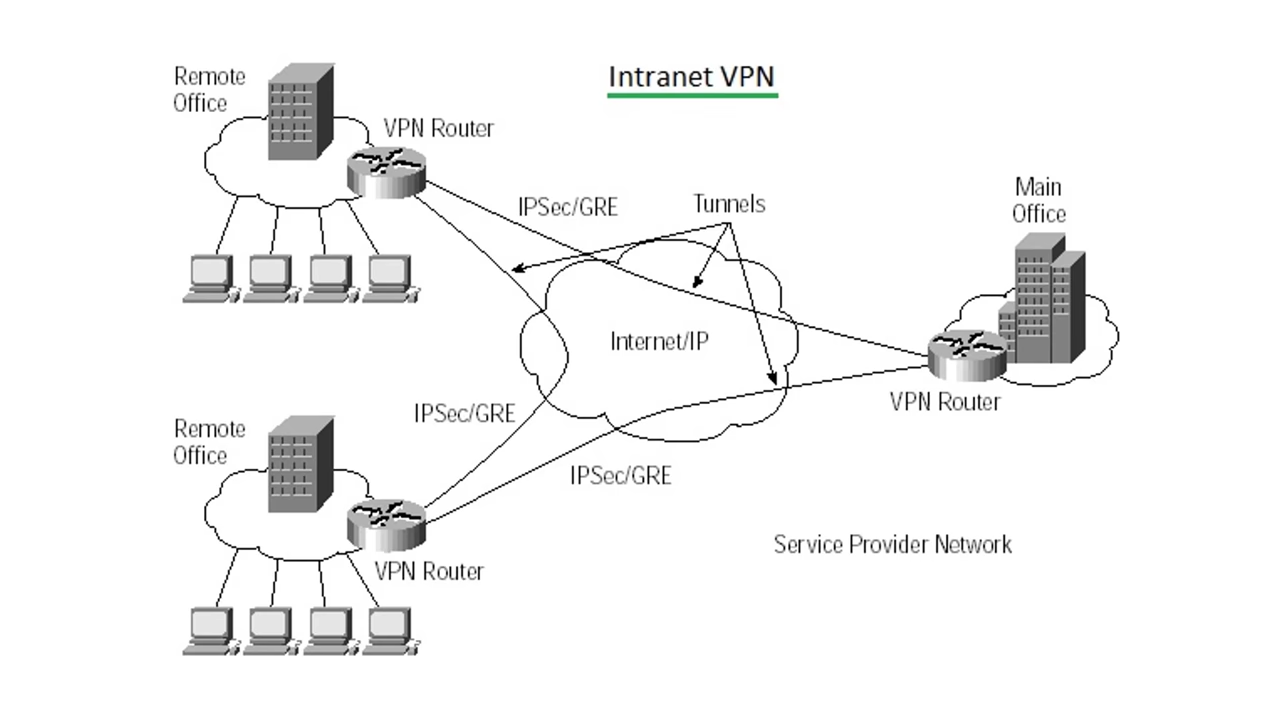 Intranet VPN
Remote
Office
VPN Router
IPSec/GRE
Tunnels
Main
Office
Internet/IP
VPN Router
IPSec/GRE
Remote
Office
IPSec/GRE
Service Provider Network
VPN Router